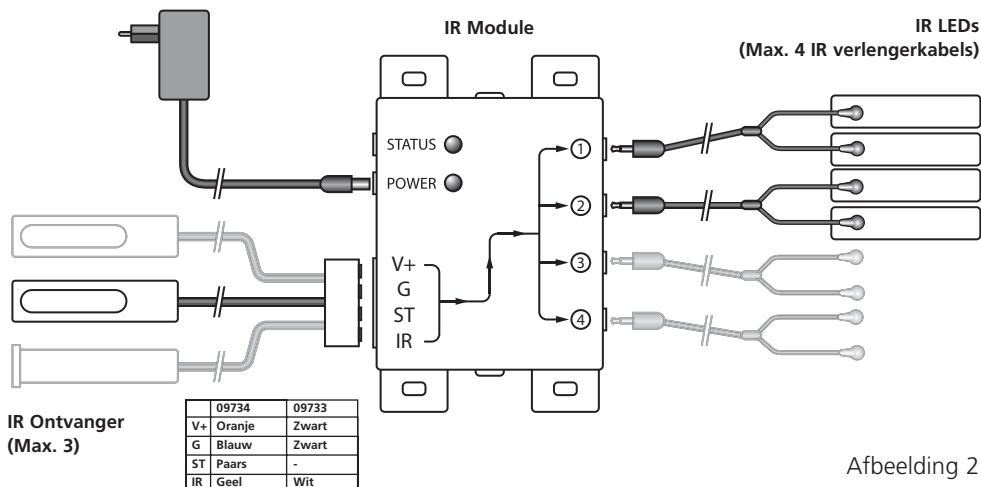 IR Module
IR LEDs
(Max. 4 IR verlengerkabels)
STATUS
POWER
1
2
3
4
V+
G
ST
IR
IR Ontvanger
(Max. 3)
09734 09733
V+ Oranje Zwart
G Blauw Zwart
ST Paars -
IR Geel Wit
Afbeelding 2